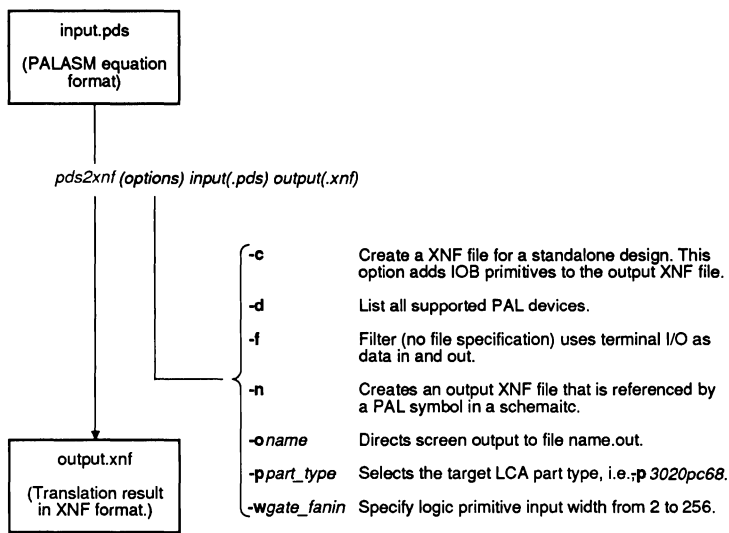 input.pds
(PALASM equation
format)
pds2xnf (options) input(.pds) output(.xnf)
-c Create a XNF file for a standalone design. This
option adds IOB primitives to the output XNF file.
-d List all supported PAL devices.
-f Filter (no file specification) uses terminal I/O as
data in and out.
-n Creates an output XNF file that is referenced by
a PAL symbol in a schemaitc.
-oname Directs screen output to file name.out.
-ppart_type Selects the target LCA part type, i.e.,-p 3020pc68.
-wgate_fanin Specify logic primitive input width from 2 to 256.
output.xnf
(Translation result
in XNF format.)